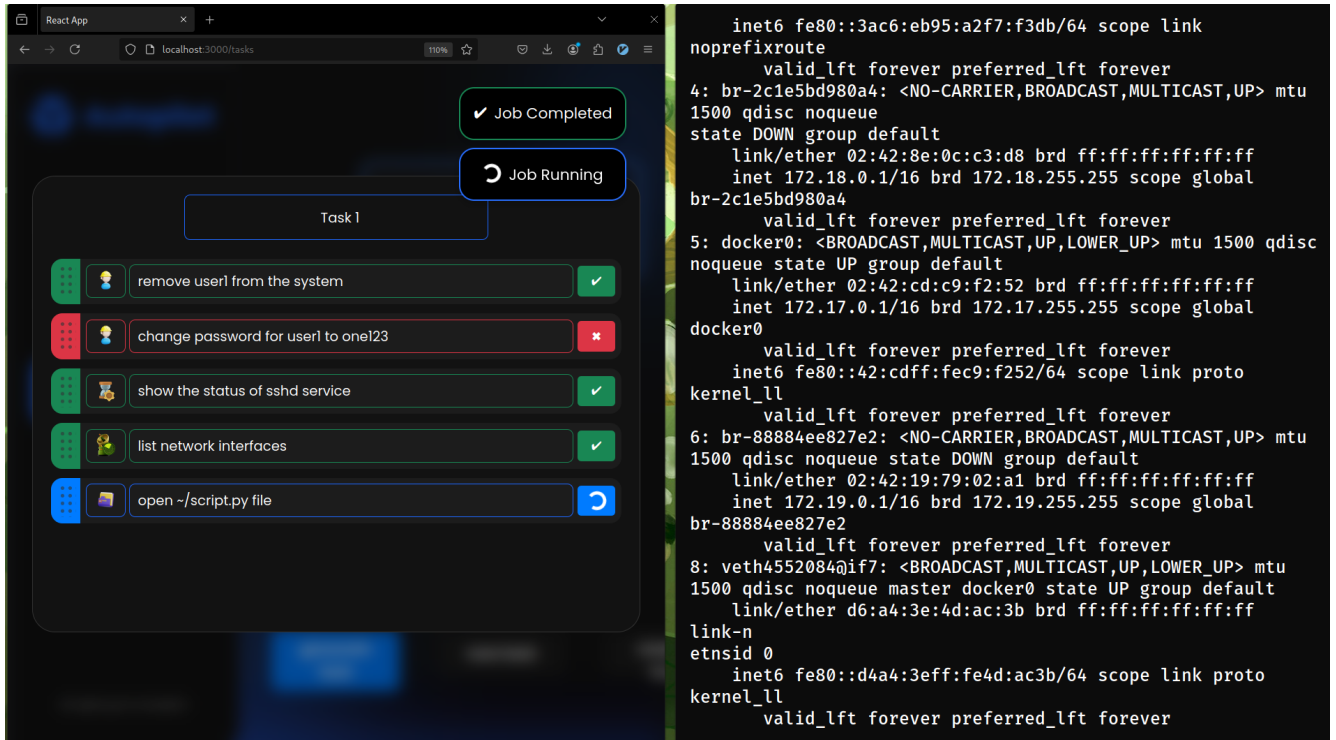 React App
localhost:3000/tasks
110%
✔ Job Completed
Job Running
Task 1
remove user1 from the system
change password for user1 to one123
show the status of sshd service
list network interfaces
open ~/script.py file
inet6 fe80::3ac6:eb95:a2f7:f3db/64 scope link
noprefixroute
valid_lft forever preferred_lft forever
4: br-2c1e5bd980a4: <NO-CARRIER,BROADCAST,MULTICAST,UP> mtu
1500 qdisc noqueue
state DOWN group default
link/ether 02:42:8e:0c:c3:d8 brd ff:ff:ff:ff:ff:ff
inet 172.18.0.1/16 brd 172.18.255.255 scope global
br-2c1e5bd980a4
valid_lft forever preferred_lft forever
5: docker0: <BROADCAST,MULTICAST,UP,LOWER_UP> mtu 1500 qdisc
noqueue state UP group default
link/ether 02:42:cd:c9:f2:52 brd ff:ff:ff:ff:ff:ff
inet 172.17.0.1/16 brd 172.17.255.255 scope global
docker0
valid_lft forever preferred_lft forever
inet6 fe80::42:cdff:fec9:f252/64 scope link proto
kernel_ll
valid_lft forever preferred_lft forever
6: br-88884ee827e2: <NO-CARRIER,BROADCAST,MULTICAST,UP> mtu
1500 qdisc noqueue state DOWN group default
link/ether 02:42:19:79:02:a1 brd ff:ff:ff:ff:ff:ff
inet 172.19.0.1/16 brd 172.19.255.255 scope global
br-88884ee827e2
valid_lft forever preferred_lft forever
8: veth4552084@if7: <BROADCAST,MULTICAST,UP,LOWER_UP> mtu
1500 qdisc noqueue master docker0 state UP group default
link/ether d6:a4:3e:4d:ac:3b brd ff:ff:ff:ff:ff:ff
link-n
etnsid 0
inet6 fe80::d4a4:3eff:fe4d:ac3b/64 scope link proto
kernel_ll
valid_lft forever preferred_lft forever